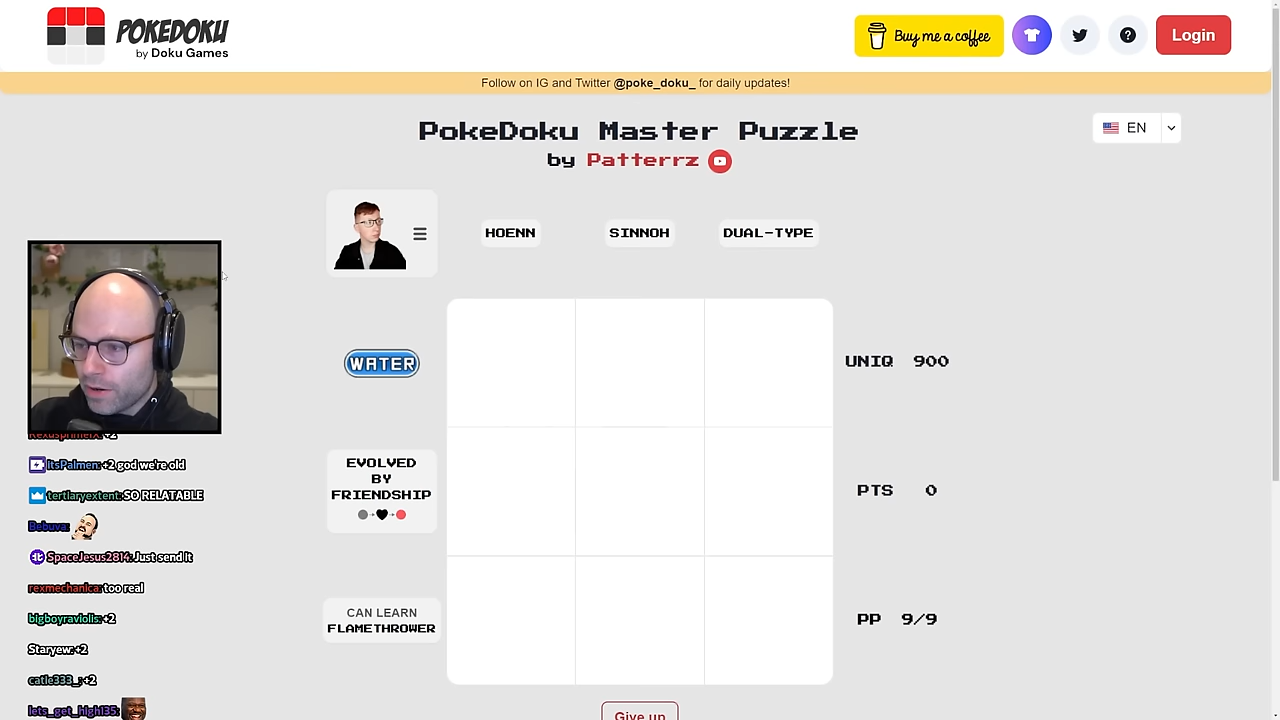 POKEDOKU
by Doku Games
Buy me a coffee
Login
Follow on IG and Twitter @poke_doku_ for daily updates!
PokeDoku Master Puzzle
by Patterrz
EN
HOENN
SINNOH
DUAL-TYPE
WATER
EVOLVED
BY
FRIENDSHIP
CAN LEARN
FLAMETHROWER
UNIQ 900
PTS 0
PP 9/9
Give up
ItsPalmen: +2 god we're old
tertiaryextent: SO RELATABLE
Bebuva:
SpaceJesus2814: Just send it
rexmechanica: too real
bigboyraviolis: +2
Staryew: +2
catle333_: +2
lets_get_high135: